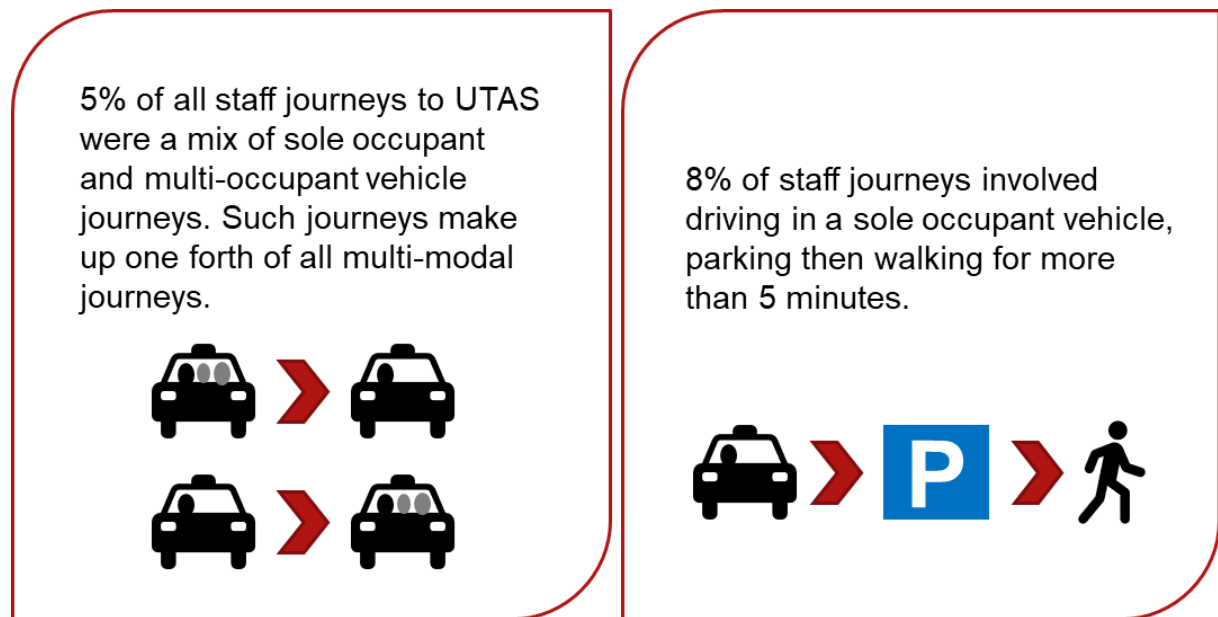 5% of all staff journeys to UTAS
were a mix of sole occupant
and multi-occupant vehicle
journeys. Such journeys make
up one forth of all multi-modal
journeys.
8% of staff journeys involved
driving in a sole occupant vehicle,
parking then walking for more
than 5 minutes.
P